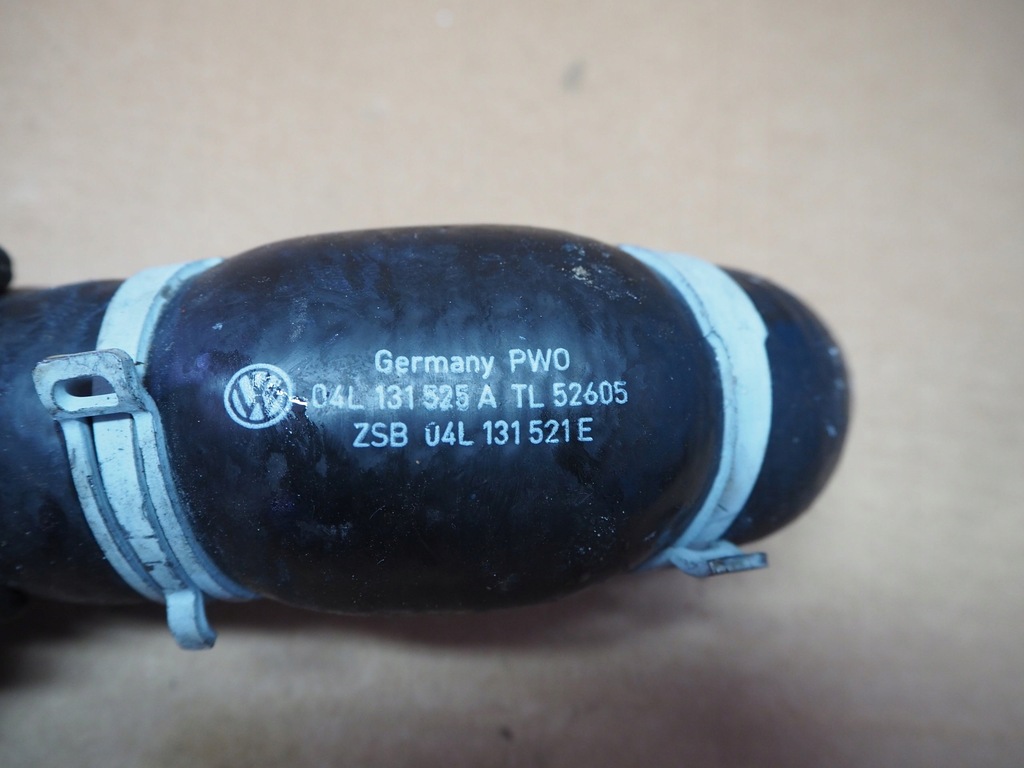 Germany PWO
04L 131 525 A TL 52605
ZSB 04L 131 521 E